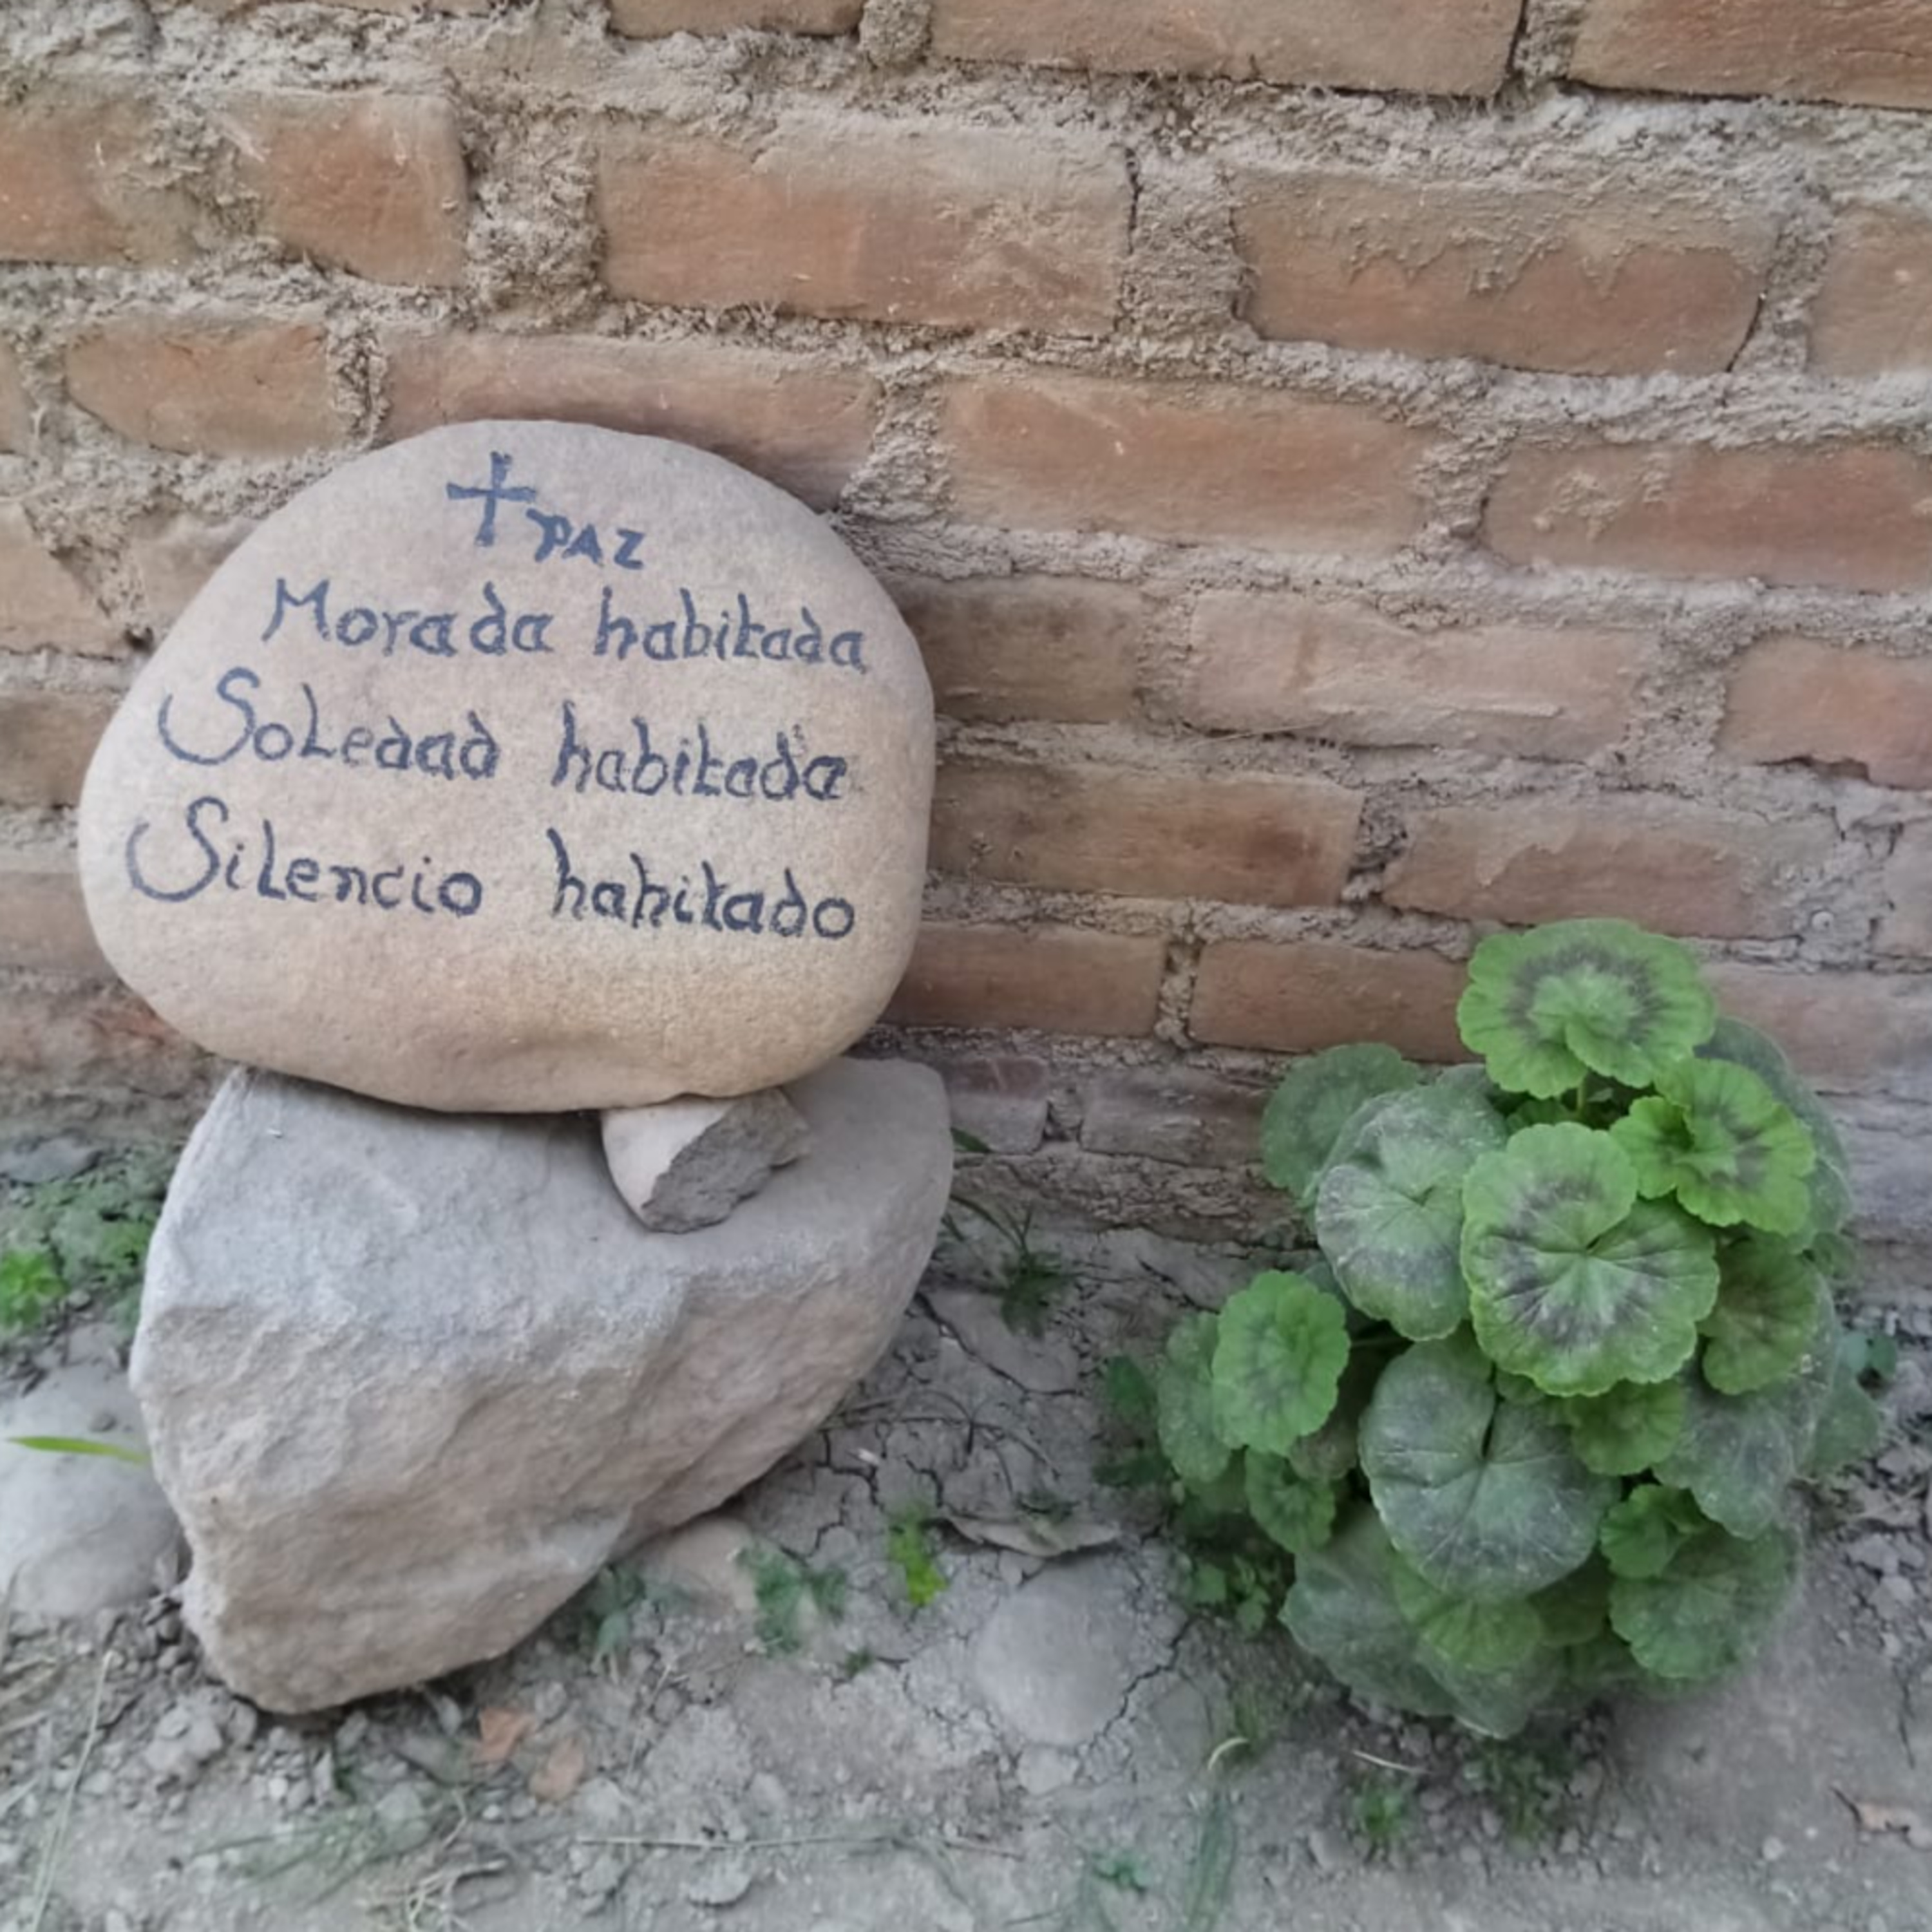 PAZ
Morada habitada
Soledad habitada
Silencio habitado